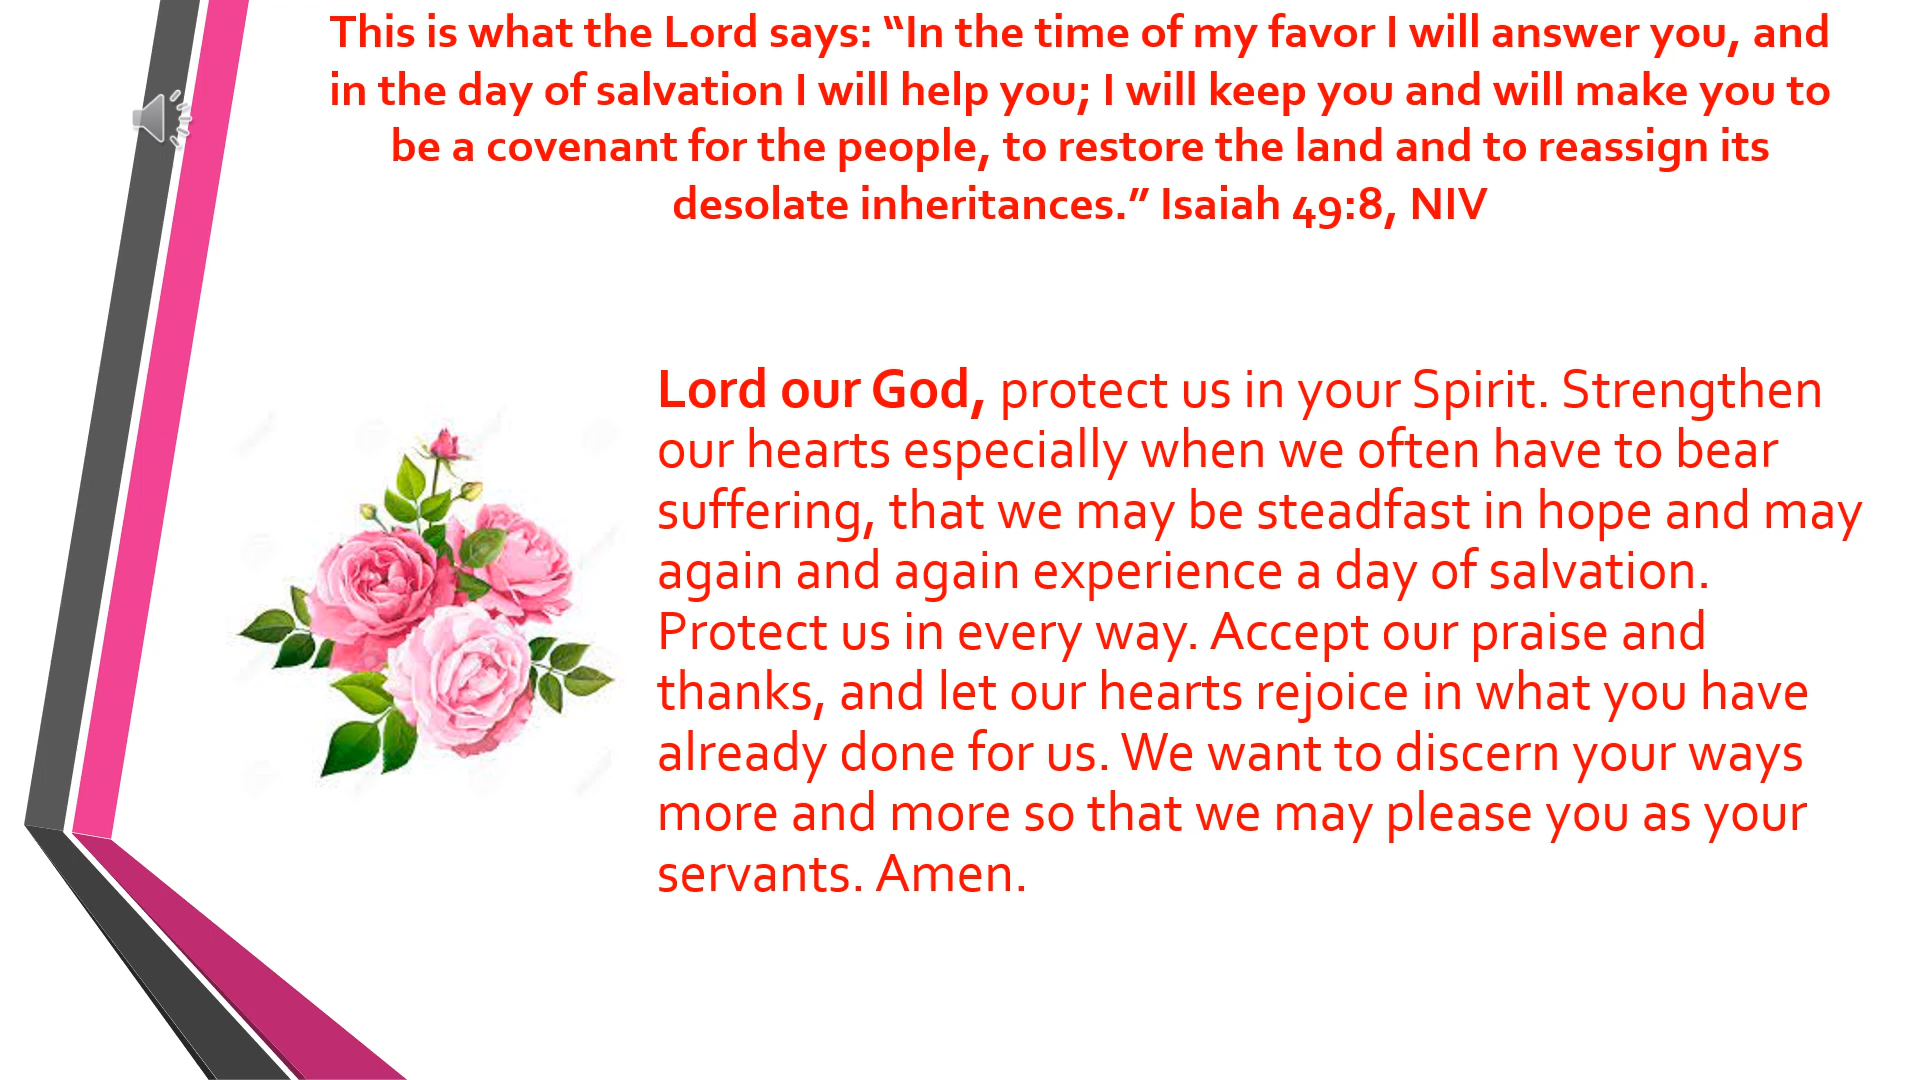 This is what the Lord says: “In the time of my favor I will answer you, and
in the day of salvation I will help you; I will keep you and will make you to
be a covenant for the people, to restore the land and to reassign its
desolate inheritances.” Isaiah 49:8, NIV
Lord our God, protect us in your Spirit. Strengthen
our hearts especially when we often have to bear
suffering, that we may be steadfast in hope and may
again and again experience a day of salvation.
Protect us in every way. Accept our praise and
thanks, and let our hearts rejoice in what you have
already done for us. We want to discern your ways
more and more so that we may please you as your
servants. Amen.